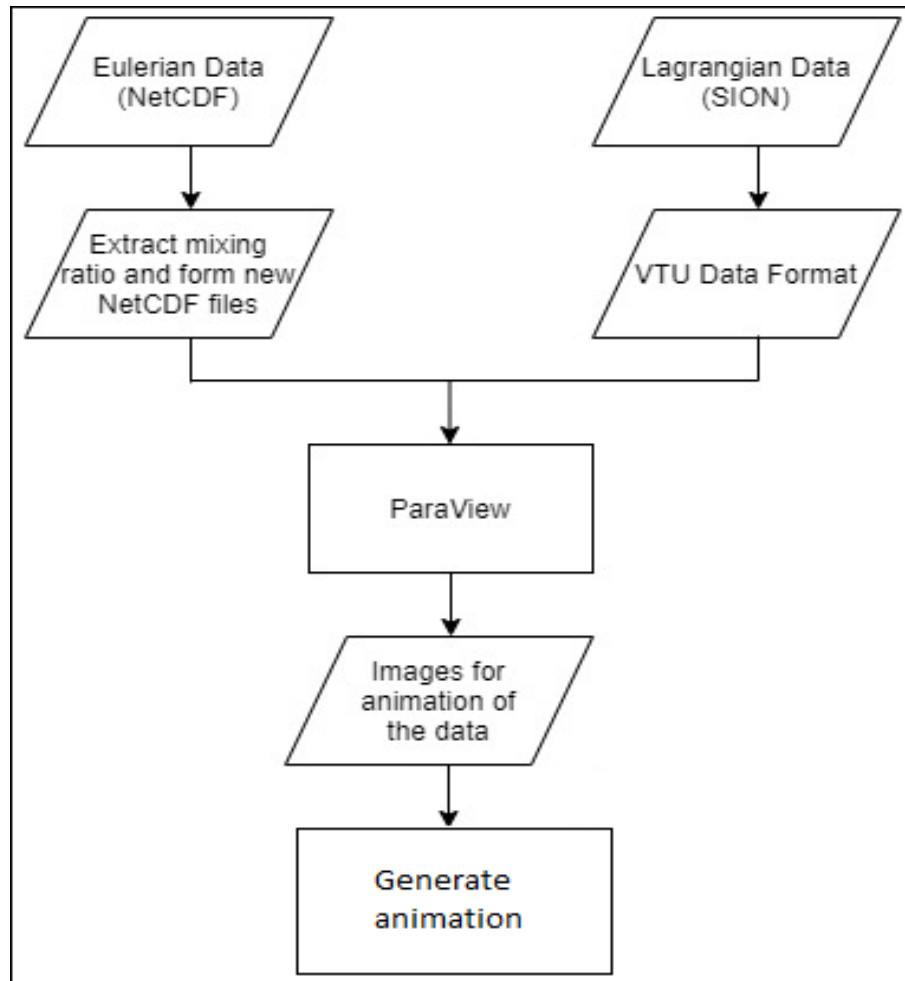 Eulerian Data
(NetCDF)
Lagrangian Data
(SION)
Extract mixing
ratio and form new
NetCDF files
VTU Data Format
ParaView
Images for
animation of
the data
Generate
animation